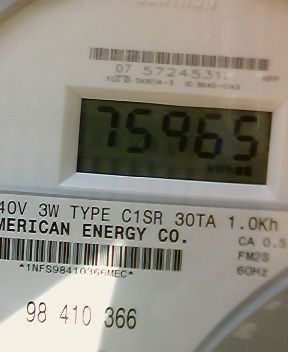 07 5724531
75965
kWh
40V 3W TYPE C1SR 30TA 1.0Kh
MERICAN ENERGY CO.
CA 0.5
FM2S
*1NFS98410366MEC*
60Hz
98 410 366